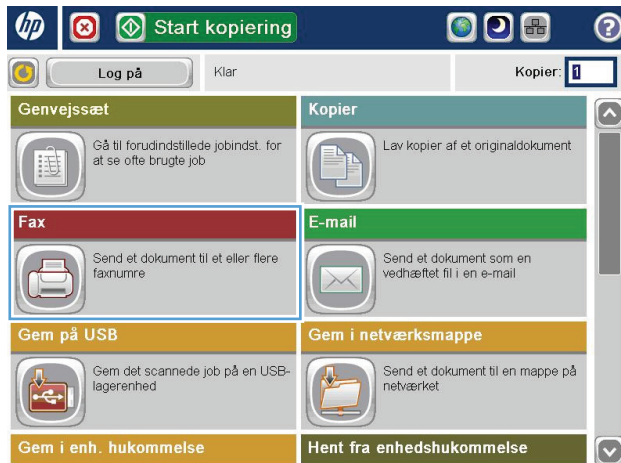 hp
Start kopiering
?
Log på
Klar
Kopier: 1
Genvejssæt
Gå til forudindstillede jobindst. for
at se ofte brugte job
Kopier
Lav kopier af et originaldokument
Fax
Send et dokument til et eller flere
faxnumre
E-mail
Send et dokument som en
vedhæftet fil i en e-mail
Gem på USB
Gem det scannede job på en USB-
lagerenhed
Gem i netværksmappe
Send et dokument til en mappe på
netværket
Gem i enh. hukommelse
Hent fra enhedshukommelse